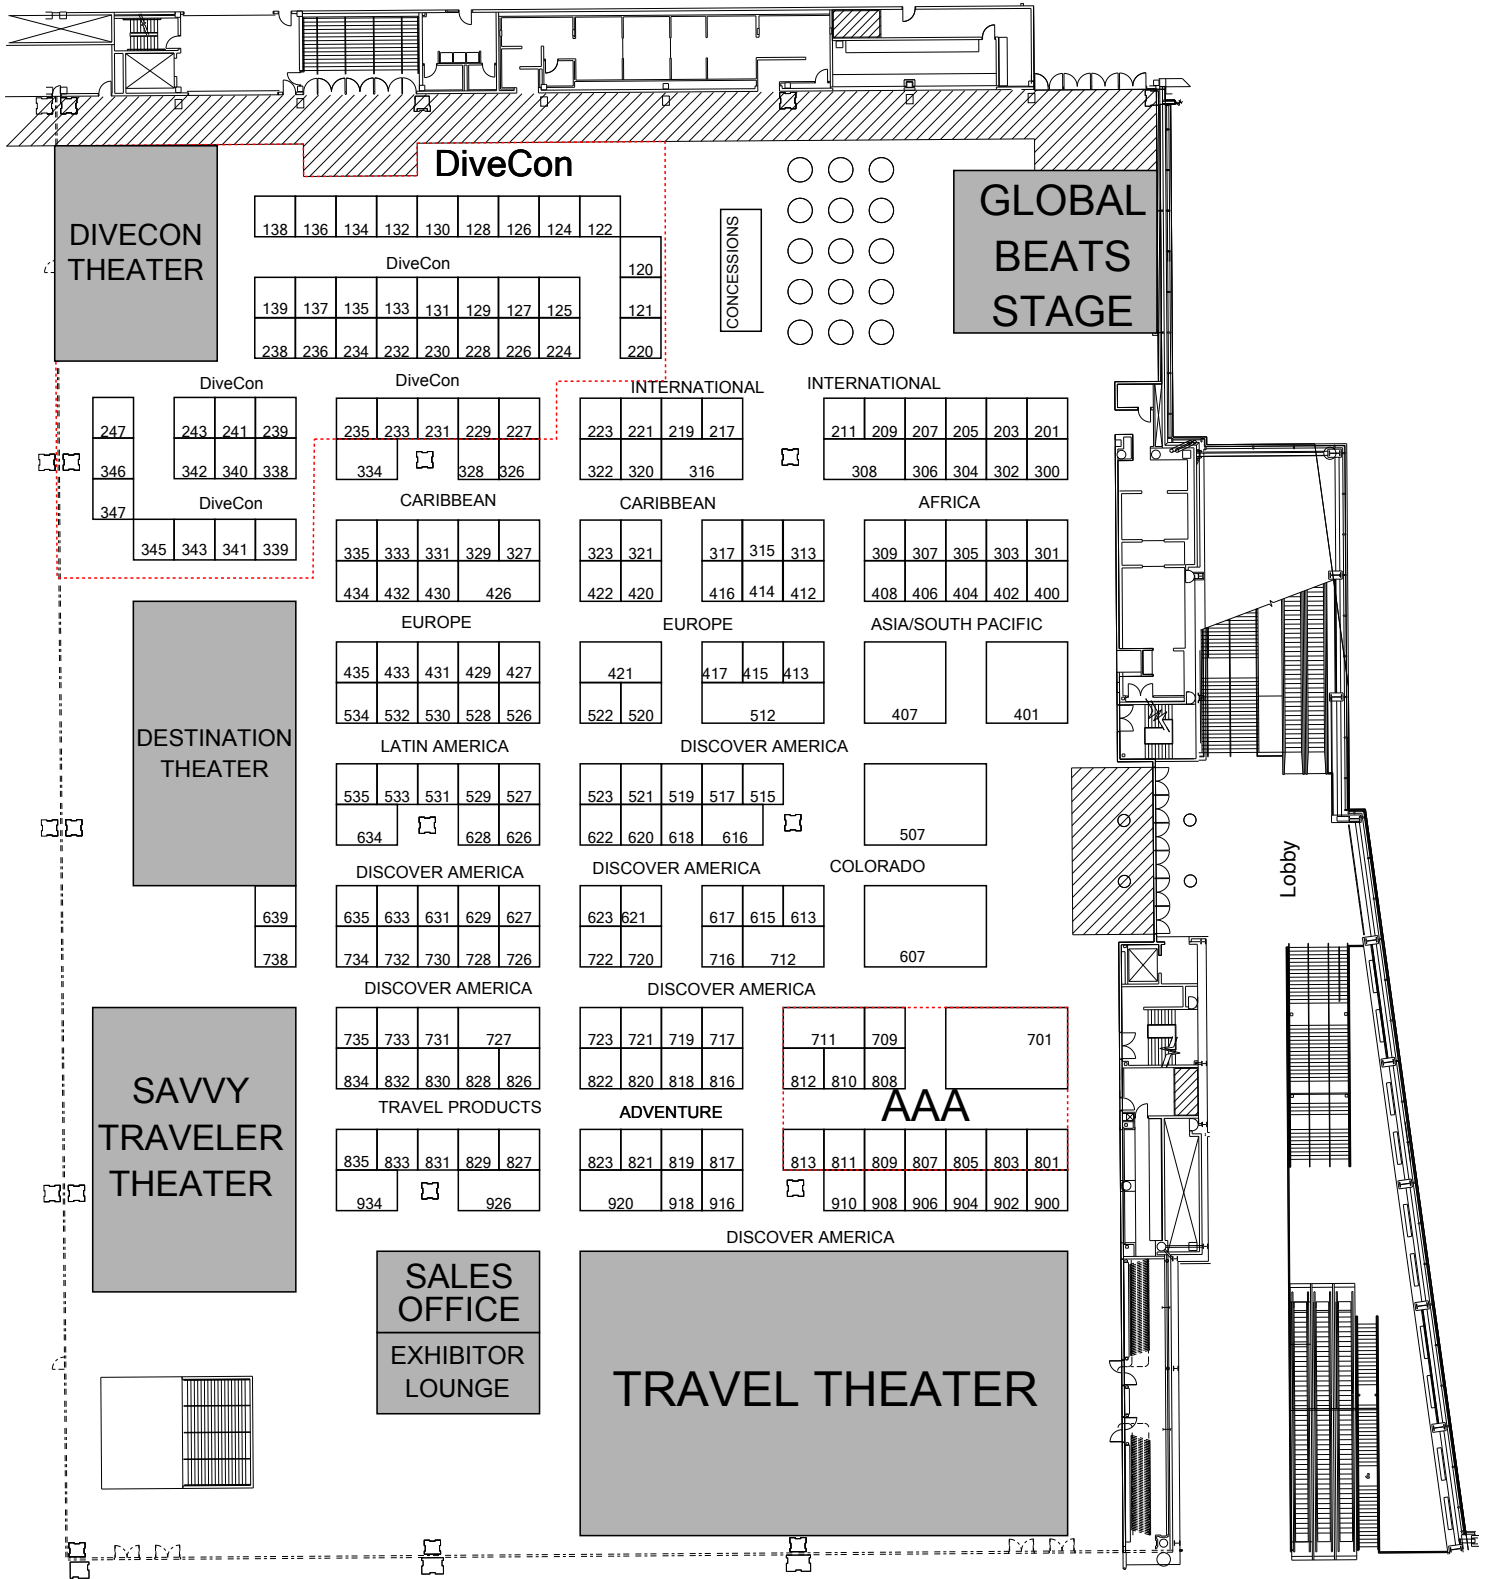 DiveCon
DIVECON
THEATER
138 136 134 132 130 128 126 124 122
120
DiveCon
139 137 135 133 131 129 127 125 121
238 236 234 232 230 228 226 224 220
CONCESSIONS
GLOBAL
BEATS
STAGE
DiveCon DiveCon INTERNATIONAL INTERNATIONAL
247 243 241 239 235 233 231 229 227 223 221 219 217 211 209 207 205 203 201
346 342 340 338 334 328 326 322 320 316 308 306 304 302 300
DiveCon CARIBBEAN CARIBBEAN AFRICA
347
345 343 341 339 335 333 331 329 327 323 321 317 315 313 309 307 305 303 301
434 432 430 426 422 420 416 414 412 408 406 404 402 400
EUROPE EUROPE ASIA/SOUTH PACIFIC
435 433 431 429 427 421 417 415 413
534 532 530 528 526 522 520 512 407 401
DESTINATION
THEATER
LATIN AMERICA DISCOVER AMERICA
535 533 531 529 527 523 521 519 517 515
634 628 626 622 620 618 616 507
DISCOVER AMERICA DISCOVER AMERICA COLORADO
Lobby
639 635 633 631 629 627 623 621 617 615 613
738 734 732 730 728 726 722 720 716 712 607
DISCOVER AMERICA DISCOVER AMERICA
735 733 731 727 723 721 719 717 711 709 701
834 832 830 828 826 822 820 818 816 812 810 808
SAVVY
TRAVELER
THEATER
TRAVEL PRODUCTS ADVENTURE AAA
835 833 831 829 827 823 821 819 817 813 811 809 807 805 803 801
934 926 920 918 916 910 908 906 904 902 900
DISCOVER AMERICA
SALES
OFFICE
EXHIBITOR
LOUNGE
TRAVEL THEATER